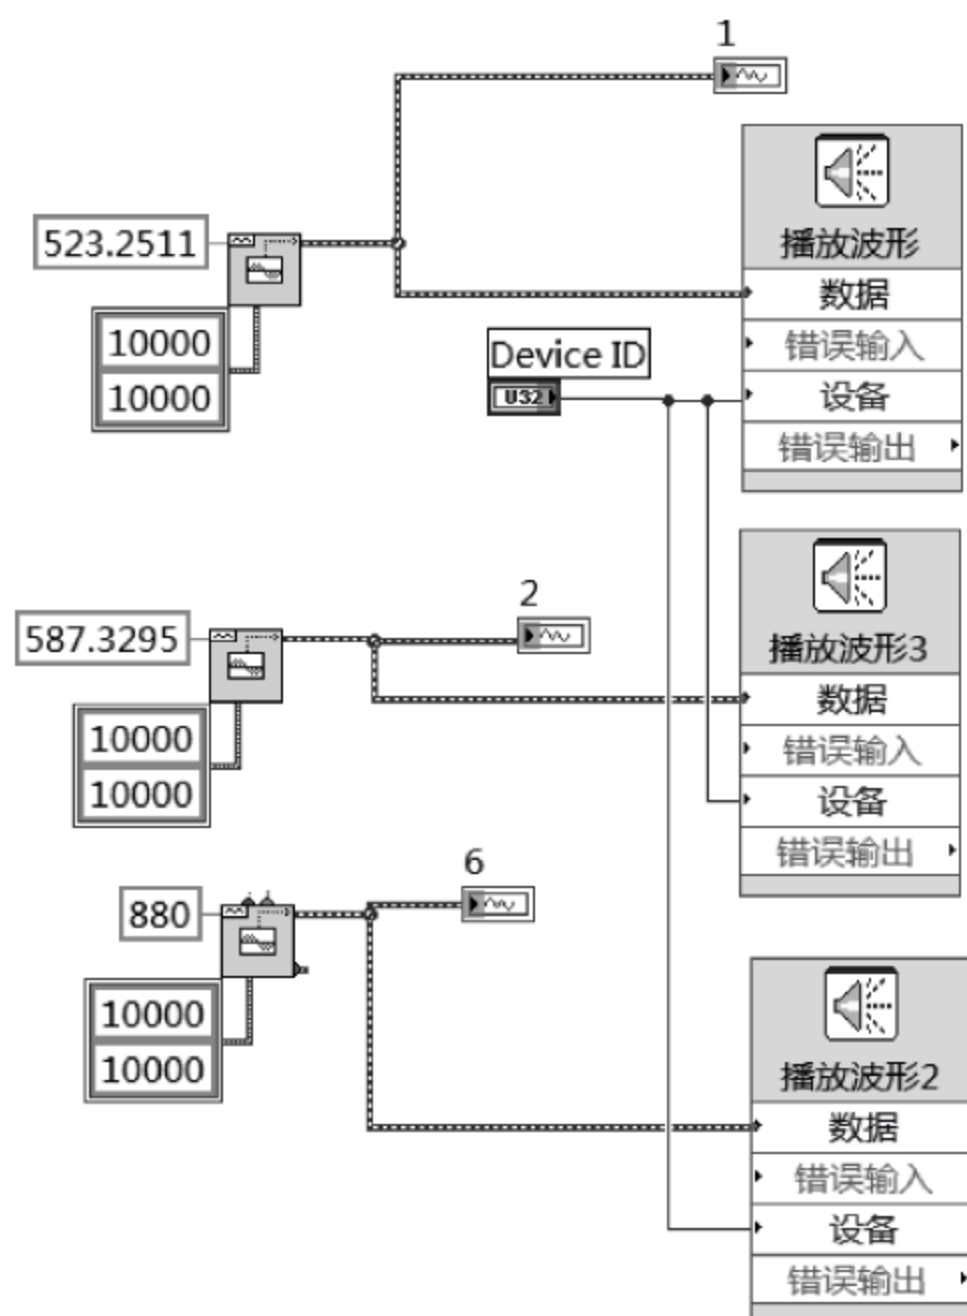 1
523.2511
播放波形
数据
10000
10000
Device ID
U32
错误输入
设备
错误输出
2
587.3295
播放波形3
数据
10000
10000
错误输入
设备
错误输出
6
880
10000
10000
播放波形2
数据
错误输入
设备
错误输出